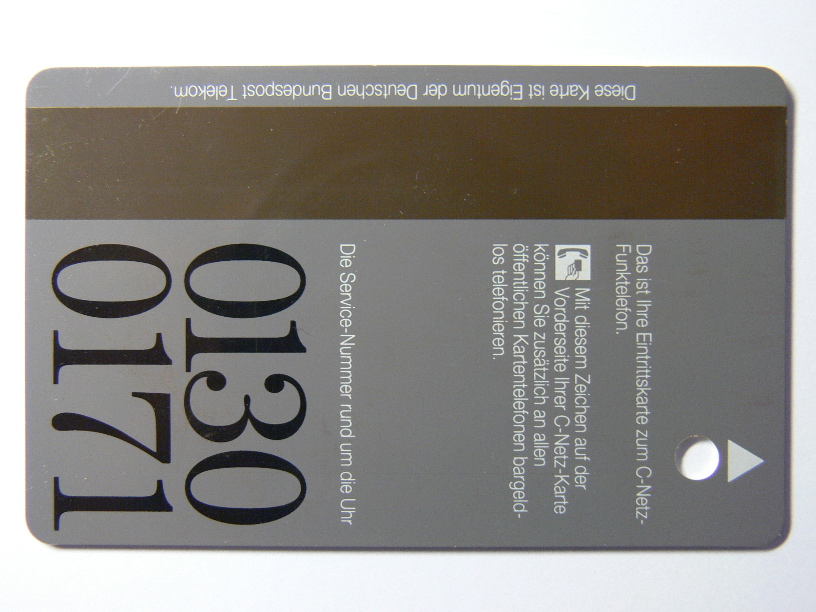 Das ist Ihre Eintrittskarte zum C-Netz-
Funktelefon.
Mit diesem Zeichen auf der
Vorderseite Ihrer C-Netz-Karte
können Sie zusätzlich an allen
öffentlichen Kartentelefonen bargeld-
los telefonieren.
Die Service-Nummer rund um die Uhr
0130
0171
Diese Karte ist Eigentum der Deutschen Bundespost Telekom.